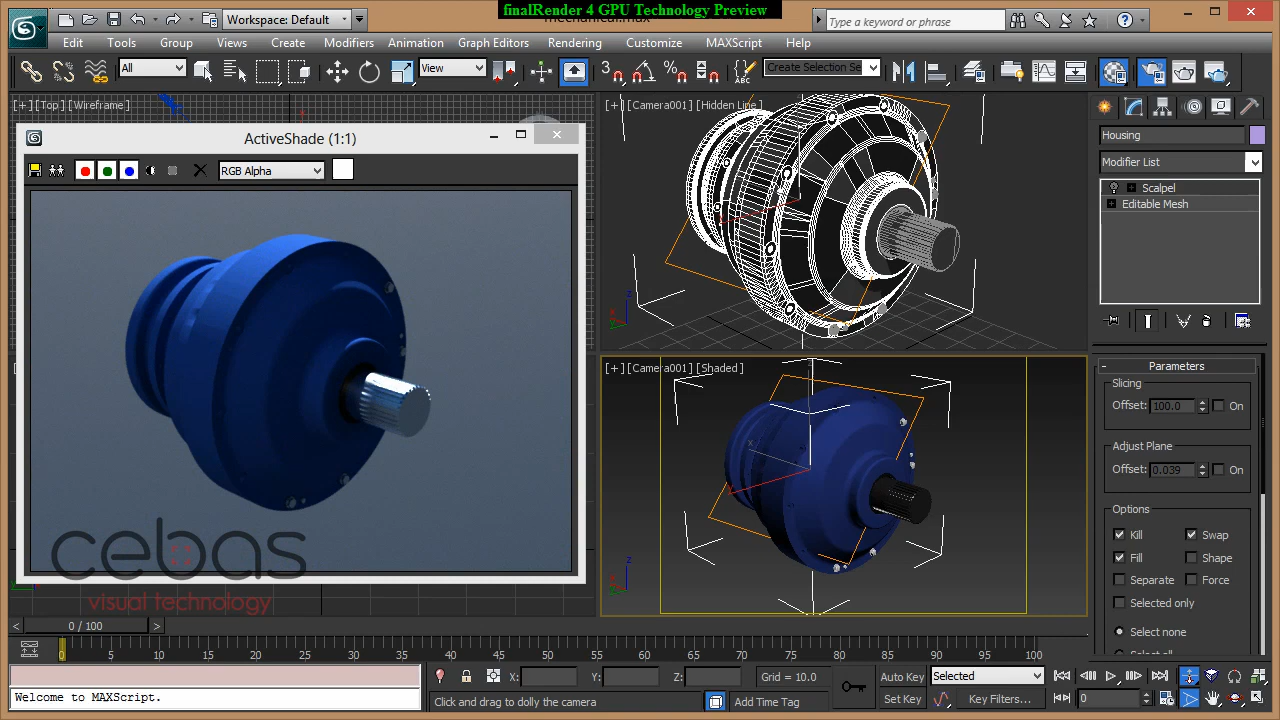 finalRender 4 GPU Technology Preview
Workspace: Default
mechanical.max
Type a keyword or phrase
Edit Tools Group Views Create Modifiers Animation Graph Editors Rendering Customize MAXScript Help
All View Create Selection Se
[+][Top][Wireframe]
[+][Camera001][Hidden Line]
ActiveShade (1:1)
RGB Alpha
Housing
Modifier List
Scalpel
Editable Mesh
[+][Camera001][Shaded]
Parameters
Slicing
Offset: 100.0 On
Adjust Plane
Offset: 0.039 On
Options
Kill Swap
Fill Shape
Separate Force
Selected only
Select none
Select all
cebas
visual technology
< 0 / 100 >
0 5 10 15 20 25 30 35 40 45 50 55 60 65 70 75 80 85 90 95 100
X: Y: Z: Grid = 10.0 Auto Key Selected
Welcome to MAXScript.
Click and drag to dolly the camera Add Time Tag Set Key Key Filters... 0